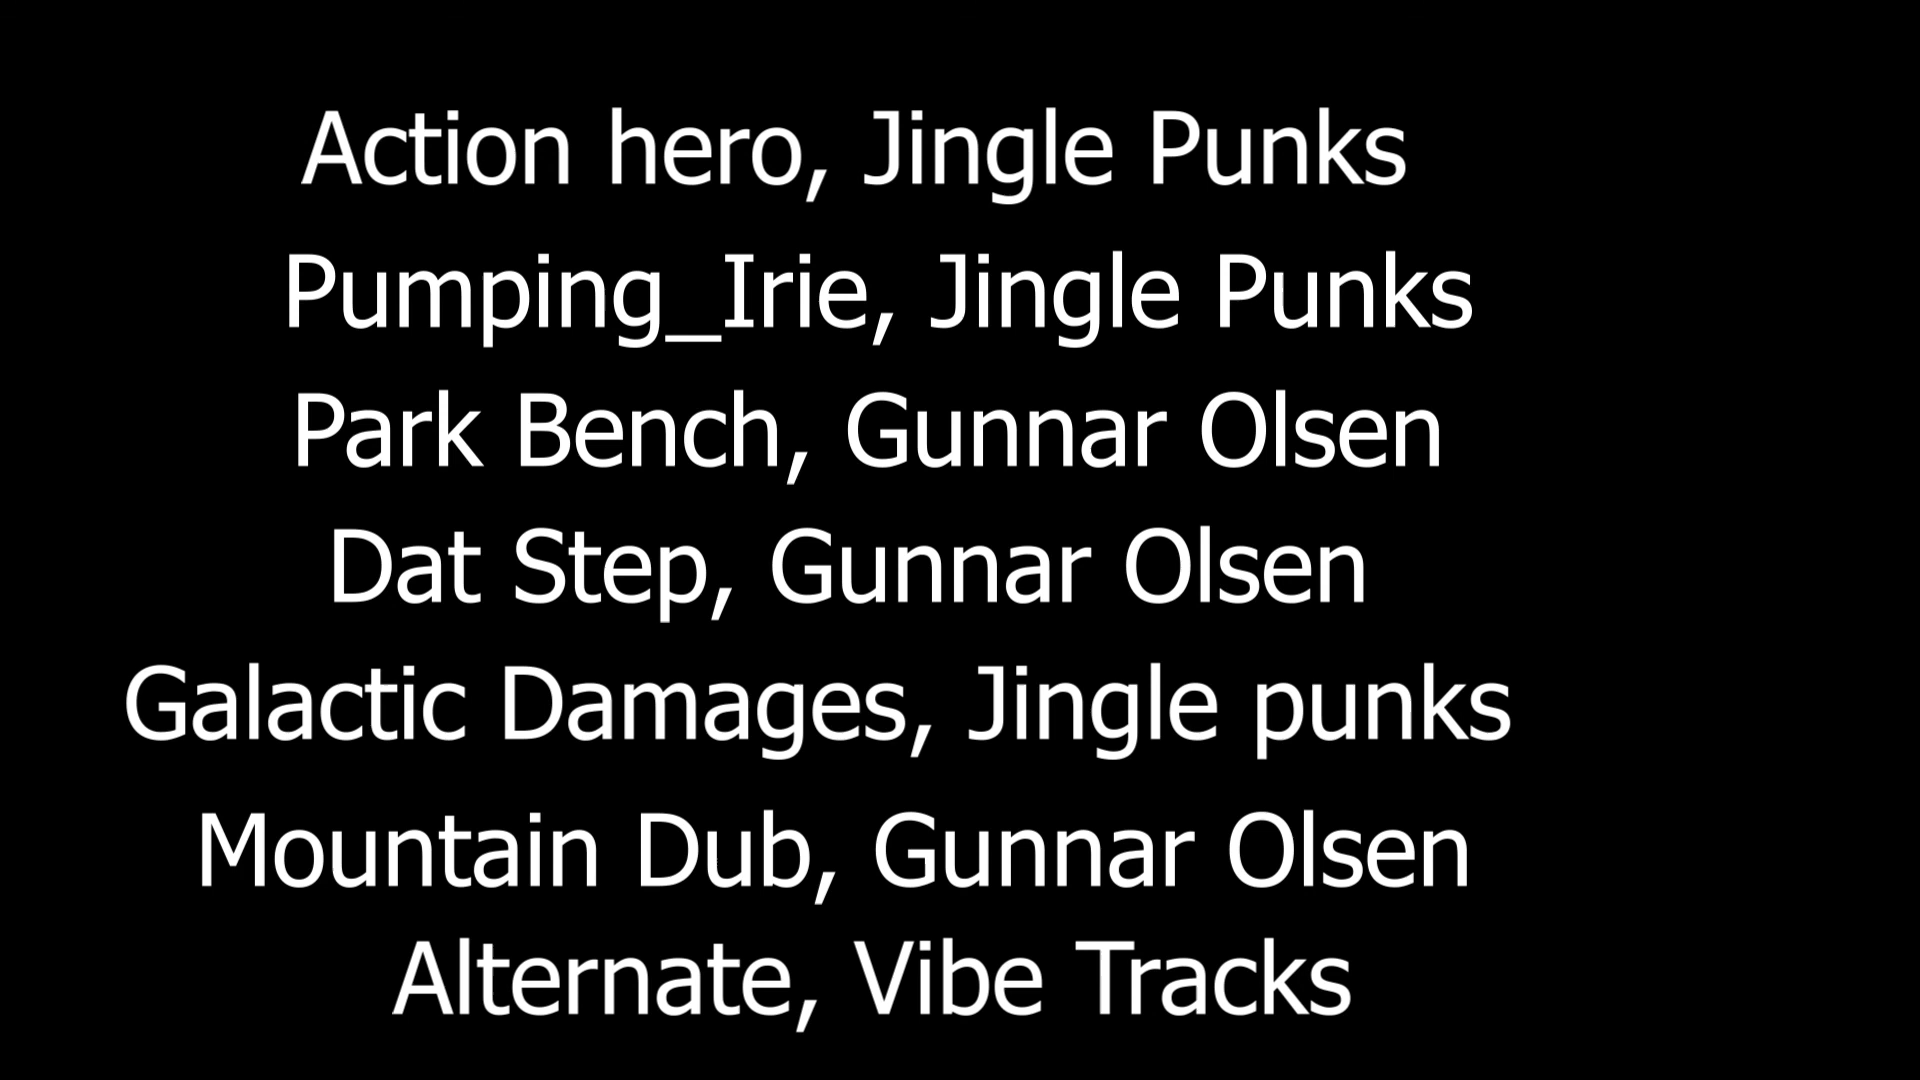 Action hero, Jingle Punks
Pumping_Irie, Jingle Punks
Park Bench, Gunnar Olsen
Dat Step, Gunnar Olsen
Galactic Damages, Jingle punks
Mountain Dub, Gunnar Olsen
Alternate, Vibe Tracks